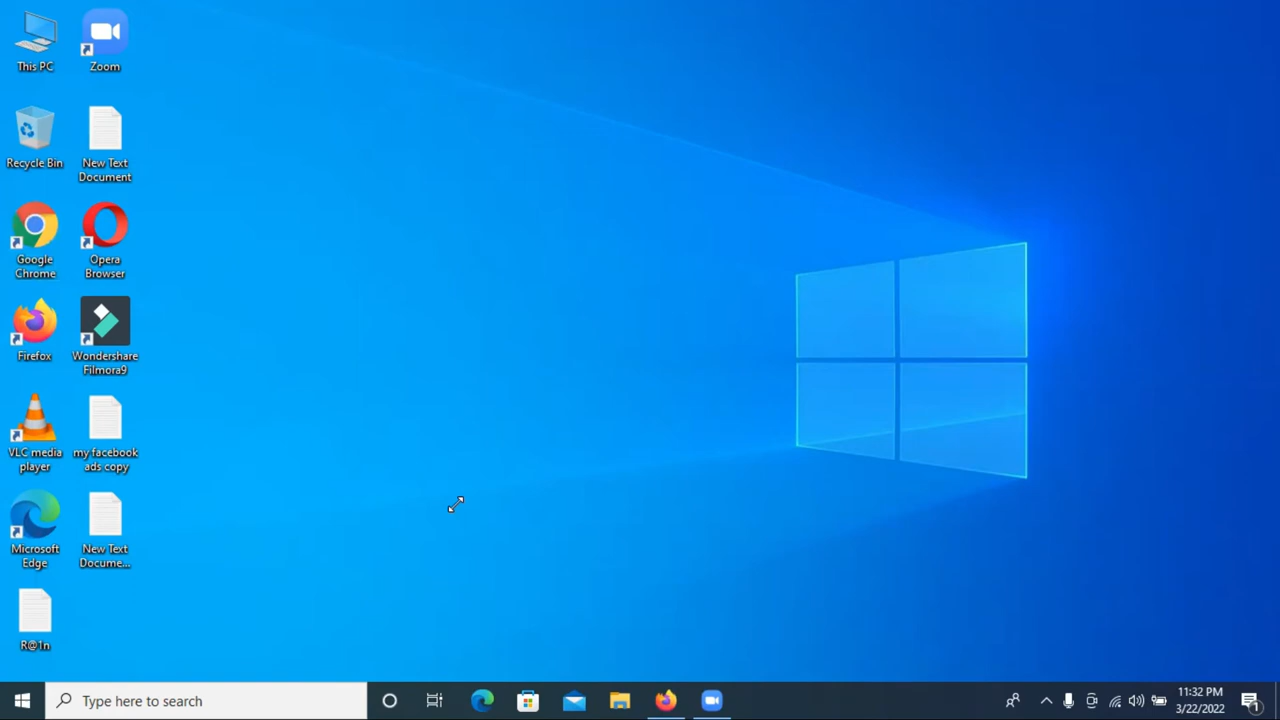 This PC
Zoom
Recycle Bin
New Text
Document
Google
Chrome
Opera
Browser
Firefox
Wondershare
Filmora9
VLC media
player
my facebook
ads copy
Microsoft
Edge
New Text
Docume...
R@1n
Type here to search
11:32 PM
3/22/2022
1